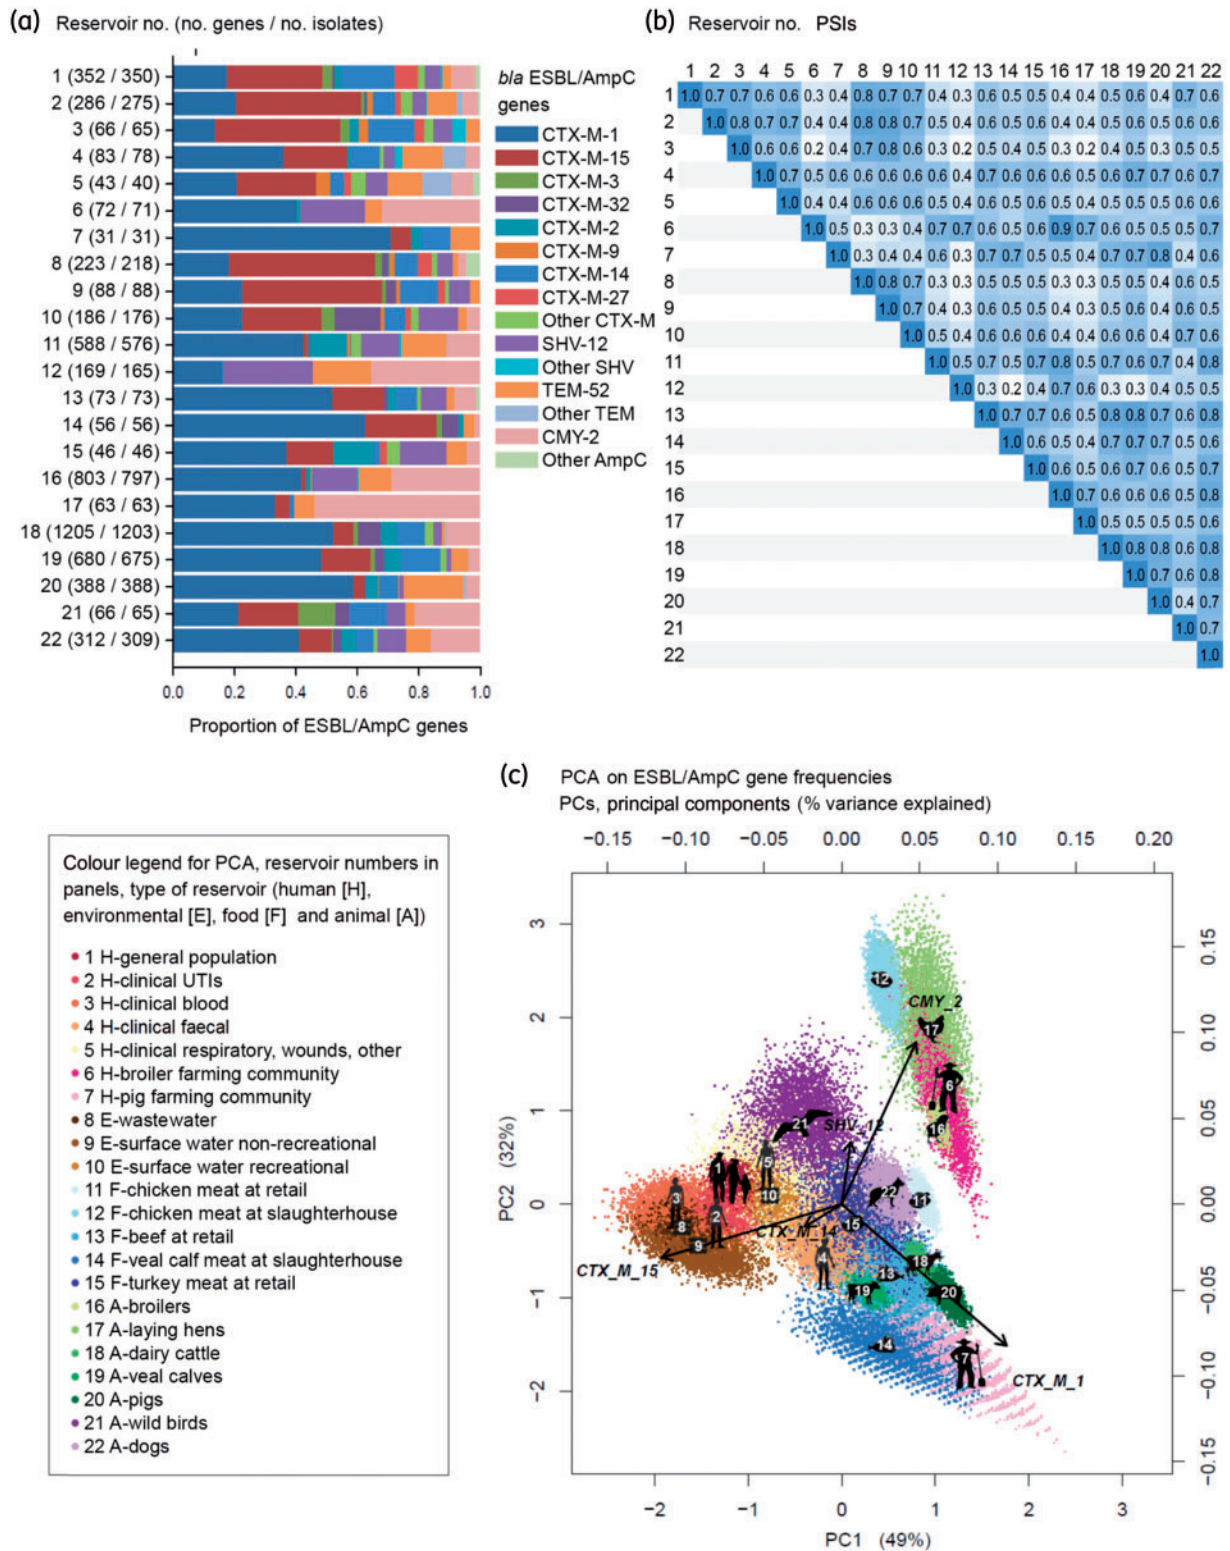 (a) Reservoir no. (no. genes / no. isolates)
1 (352 / 350)
2 (286 / 275)
3 (66 / 65)
4 (83 / 78)
5 (43 / 40)
6 (72 / 71)
7 (31 / 31)
8 (223 / 218)
9 (88 / 88)
10 (186 / 176)
11 (588 / 576)
12 (169 / 165)
13 (73 / 73)
14 (56 / 56)
15 (46 / 46)
16 (803 / 797)
17 (63 / 63)
18 (1205 / 1203)
19 (680 / 675)
20 (388 / 388)
21 (66 / 65)
22 (312 / 309)
0.0 0.2 0.4 0.6 0.8 1.0
Proportion of ESBL/AmpC genes
bla ESBL/AmpC
genes
CTX-M-1
CTX-M-15
CTX-M-3
CTX-M-32
CTX-M-2
CTX-M-9
CTX-M-14
CTX-M-27
Other CTX-M
SHV-12
Other SHV
TEM-52
Other TEM
CMY-2
Other AmpC
(b) Reservoir no. PSIs
1 2 3 4 5 6 7 8 9 10 11 12 13 14 15 16 17 18 19 20 21 22
1 1.0 0.7 0.7 0.6 0.6 0.3 0.4 0.8 0.7 0.7 0.4 0.3 0.6 0.5 0.5 0.4 0.4 0.5 0.6 0.4 0.7 0.6
2 1.0 0.8 0.7 0.7 0.4 0.4 0.8 0.9 0.7 0.4 0.3 0.6 0.6 0.5 0.4 0.4 0.5 0.6 0.5 0.6 0.6
3 1.0 0.6 0.6 0.2 0.4 0.7 0.8 0.6 0.3 0.2 0.5 0.4 0.5 0.3 0.2 0.4 0.5 0.3 0.5 0.5
4 1.0 0.7 0.5 0.6 0.6 0.6 0.6 0.6 0.4 0.7 0.6 0.6 0.6 0.5 0.6 0.7 0.7 0.6 0.7
5 1.0 0.4 0.4 0.6 0.6 0.6 0.5 0.4 0.6 0.5 0.6 0.5 0.4 0.5 0.6 0.5 0.6 0.6
6 1.0 0.5 0.3 0.3 0.4 0.7 0.7 0.6 0.5 0.6 0.9 0.7 0.6 0.5 0.5 0.5 0.7
7 1.0 0.3 0.4 0.4 0.6 0.3 0.7 0.7 0.5 0.5 0.4 0.7 0.7 0.8 0.4 0.6
8 1.0 0.8 0.7 0.3 0.3 0.5 0.5 0.5 0.3 0.3 0.4 0.5 0.4 0.6 0.5
9 1.0 0.7 0.4 0.3 0.6 0.6 0.5 0.4 0.3 0.5 0.6 0.4 0.5 0.5
10 1.0 0.5 0.4 0.6 0.5 0.6 0.4 0.4 0.6 0.6 0.4 0.7 0.6
11 1.0 0.5 0.7 0.5 0.7 0.8 0.5 0.7 0.6 0.7 0.4 0.8
12 1.0 0.3 0.2 0.4 0.7 0.6 0.3 0.3 0.4 0.5 0.5
13 1.0 0.7 0.7 0.6 0.5 0.8 0.8 0.7 0.6 0.8
14 1.0 0.6 0.5 0.4 0.7 0.7 0.7 0.5 0.6
15 1.0 0.6 0.5 0.6 0.7 0.6 0.5 0.7
16 1.0 0.7 0.6 0.6 0.6 0.5 0.8
17 1.0 0.5 0.5 0.5 0.5 0.6
18 1.0 0.8 0.8 0.6 0.8
19 1.0 0.7 0.6 0.8
20 1.0 0.4 0.7
21 1.0 0.7
22 1.0
Colour legend for PCA, reservoir numbers in
panels, type of reservoir (human [H],
environmental [E], food [F] and animal [A])
1 H-general population
2 H-clinical UTIs
3 H-clinical blood
4 H-clinical faecal
5 H-clinical respiratory, wounds, other
6 H-broiler farming community
7 H-pig farming community
8 E-wastewater
9 E-surface water non-recreational
10 E-surface water recreational
11 F-chicken meat at retail
12 F-chicken meat at slaughterhouse
13 F-beef at retail
14 F-veal calf meat at slaughterhouse
15 F-turkey meat at retail
16 A-broilers
17 A-laying hens
18 A-dairy cattle
19 A-veal calves
20 A-pigs
21 A-wild birds
22 A-dogs
(c) PCA on ESBL/AmpC gene frequencies
PCs, principal components (% variance explained)
−0.15 −0.10 −0.05 0.00 0.05 0.10 0.15 0.20
3
2
1
0
−1
−2
PC2 (32%)
0.15
0.10
0.05
0.00
−0.05
−0.10
−0.15
12
CMY_2
17
6
16
21
SHV_12
1
5
3
10
22
11
2
8
15
CTX_M_14
9
4
CTX_M_15
18
13
19
20
14
7
CTX_M_1
−2 −1 0 1 2 3
PC1 (49%)